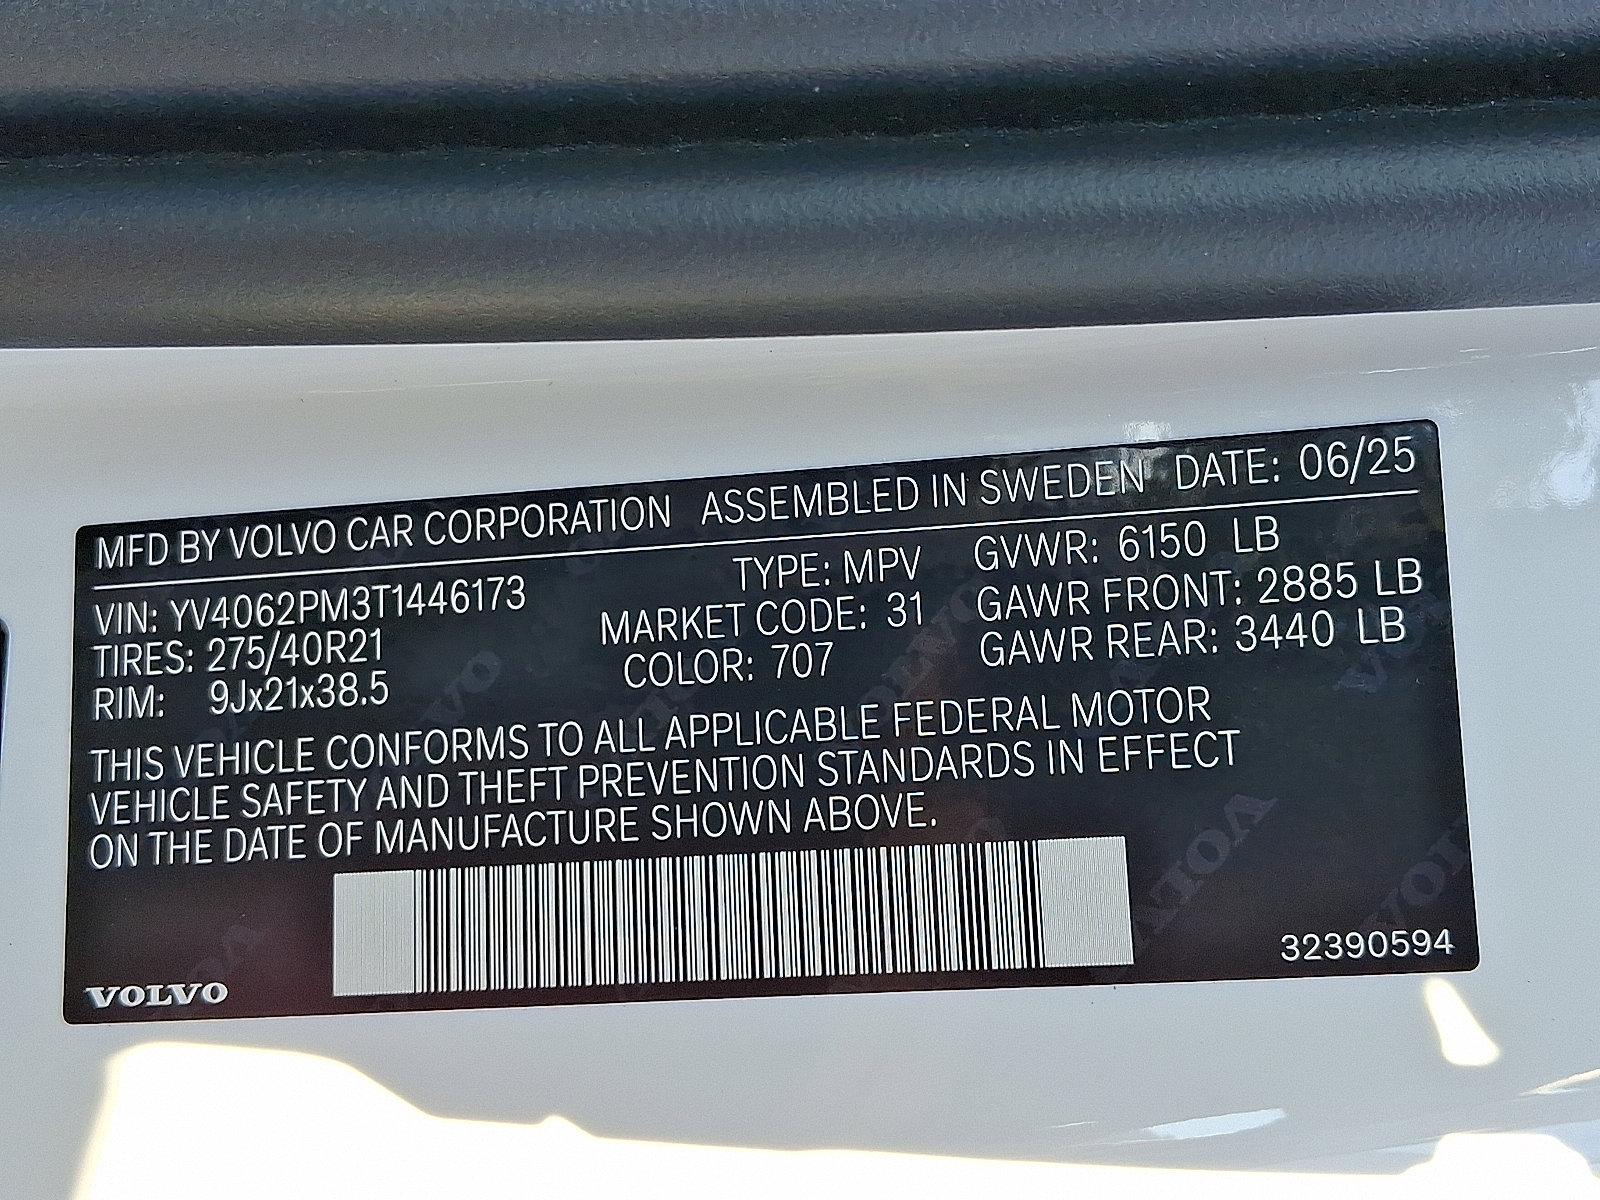 MFD BY VOLVO CAR CORPORATION ASSEMBLED IN SWEDEN DATE: 06/25
VIN: YV4062PM3T1446173 TYPE: MPV GVWR: 6150 LB
TIRES: 275/40R21 MARKET CODE: 31 GAWR FRONT: 2885 LB
RIM: 9Jx21x38.5 COLOR: 707 GAWR REAR: 3440 LB
THIS VEHICLE CONFORMS TO ALL APPLICABLE FEDERAL MOTOR
VEHICLE SAFETY AND THEFT PREVENTION STANDARDS IN EFFECT
ON THE DATE OF MANUFACTURE SHOWN ABOVE.
VOLVO 32390594